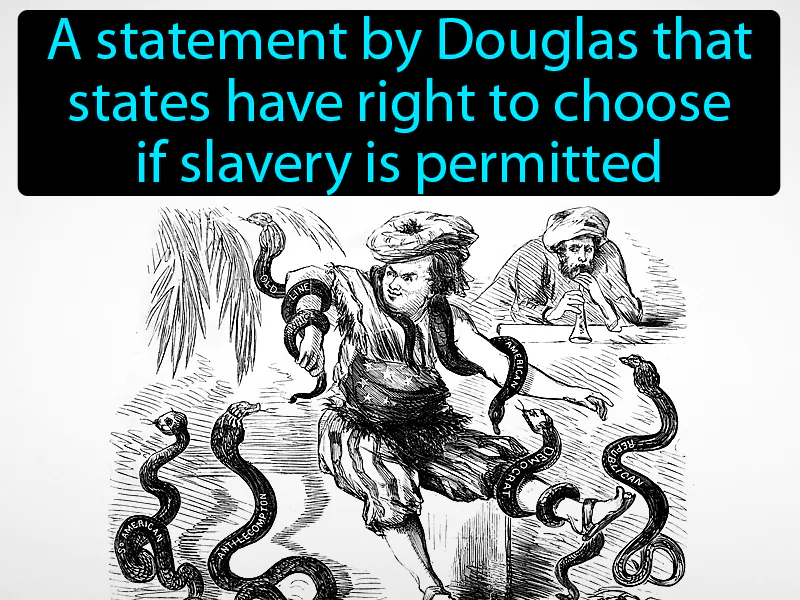 A statement by Douglas that
states have right to choose
if slavery is permitted
OLD LINE
AMERICAN
DEMOCRAT
REPUBLICAN
ANTI-LECOMPTON